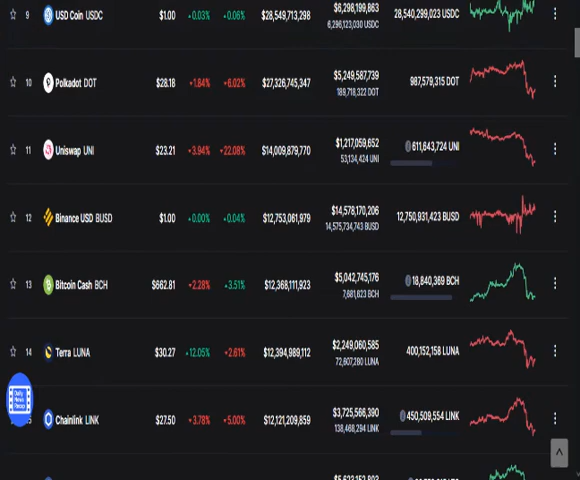 9 USD Coin USDC $1.00 0.03% 0.06% $28,549,713,298 $6,296,199,863 28,540,299,023 USDC
6,296,123,030 USDC
10 Polkadot DOT $28.18 1.84% 6.02% $27,326,745,347 $5,249,587,739 987,579,315 DOT
189,718,322 DOT
11 Uniswap UNI $23.21 3.94% 22.08% $14,009,879,770 $1,217,059,652 611,643,724 UNI
53,134,424 UNI
12 Binance USD BUSD $1.00 0.00% 0.04% $12,753,061,979 $14,578,170,206 12,750,931,423 BUSD
14,575,734,743 BUSD
13 Bitcoin Cash BCH $662.81 2.28% 3.51% $12,368,111,923 $5,042,745,176 18,840,369 BCH
7,681,623 BCH
14 Terra LUNA $30.27 12.05% 2.61% $12,394,989,112 $2,249,060,585 400,152,158 LUNA
72,607,280 LUNA
Daily News Recap
Chainlink LINK $27.50 3.78% 5.00% $12,121,209,859 $3,725,566,390 450,509,554 LINK
138,468,294 LINK